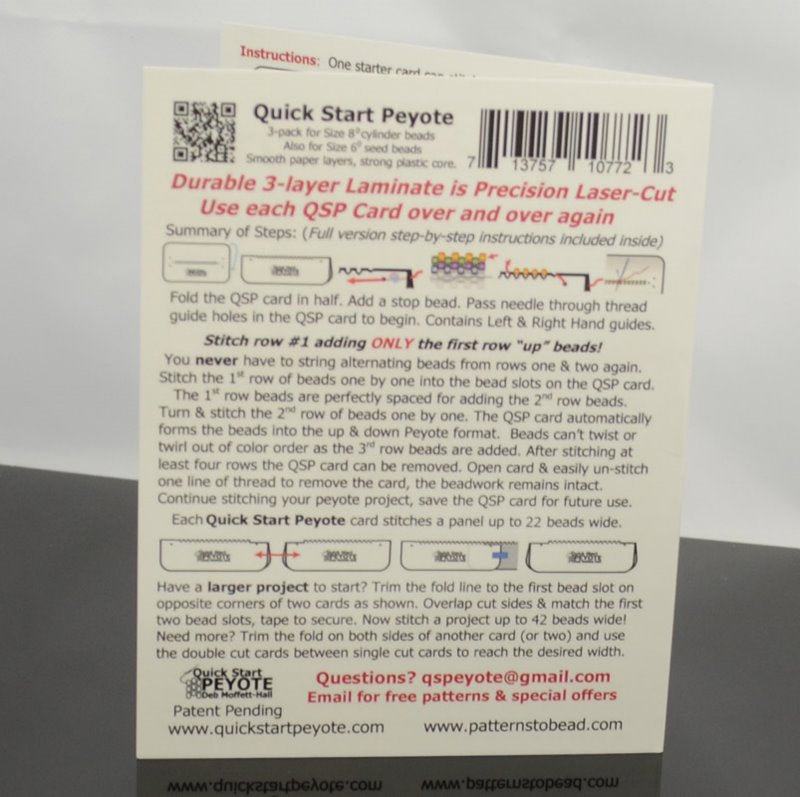 Instructions: One starter card can
Quick Start Peyote
3-pack for Size 8° cylinder beads
Also for Size 6° seed beads
Smooth paper layers, strong plastic core.
7 13757 10772 3
Durable 3-layer Laminate is Precision Laser-Cut
Use each QSP Card over and over again
Summary of Steps: (Full version step-by-step instructions included inside)
Fold the QSP card in half. Add a stop bead. Pass needle through thread
guide holes in the QSP card to begin. Contains Left & Right Hand guides.
Stitch row #1 adding ONLY the first row "up" beads!
You never have to string alternating beads from rows one & two again.
Stitch the 1st row of beads one by one into the bead slots on the QSP card.
The 1st row beads are perfectly spaced for adding the 2nd row beads.
Turn & stitch the 2nd row of beads one by one. The QSP card automatically
forms the beads into the up & down Peyote format. Beads can't twist or
twirl out of color order as the 3rd row beads are added. After stitching at
least four rows the QSP card can be removed. Open card & easily un-stitch
one line of thread to remove the card, the beadwork remains intact.
Continue stitching your peyote project, save the QSP card for future use.
Each Quick Start Peyote card stitches a panel up to 22 beads wide.
Have a larger project to start? Trim the fold line to the first bead slot on
opposite corners of two cards as shown. Overlap cut sides & match the first
two bead slots, tape to secure. Now stitch a project up to 42 beads wide!
Need more? Trim the fold on both sides of another card (or two) and use
the double cut cards between single cut cards to reach the desired width.
Quick Start
PEYOTE
Deb Moffett-Hall
Patent Pending
Questions? qspeyote@gmail.com
Email for free patterns & special offers
www.quickstartpeyote.com www.patternstobead.com